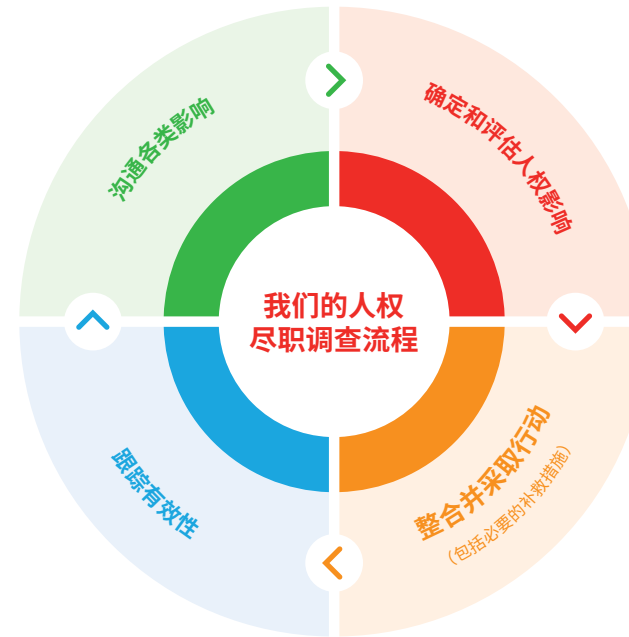 我们的人权
尽职调查流程
确定和评估人权影响
整合并采取行动
（包括必要的补救措施）
跟踪有效性
沟通各类影响